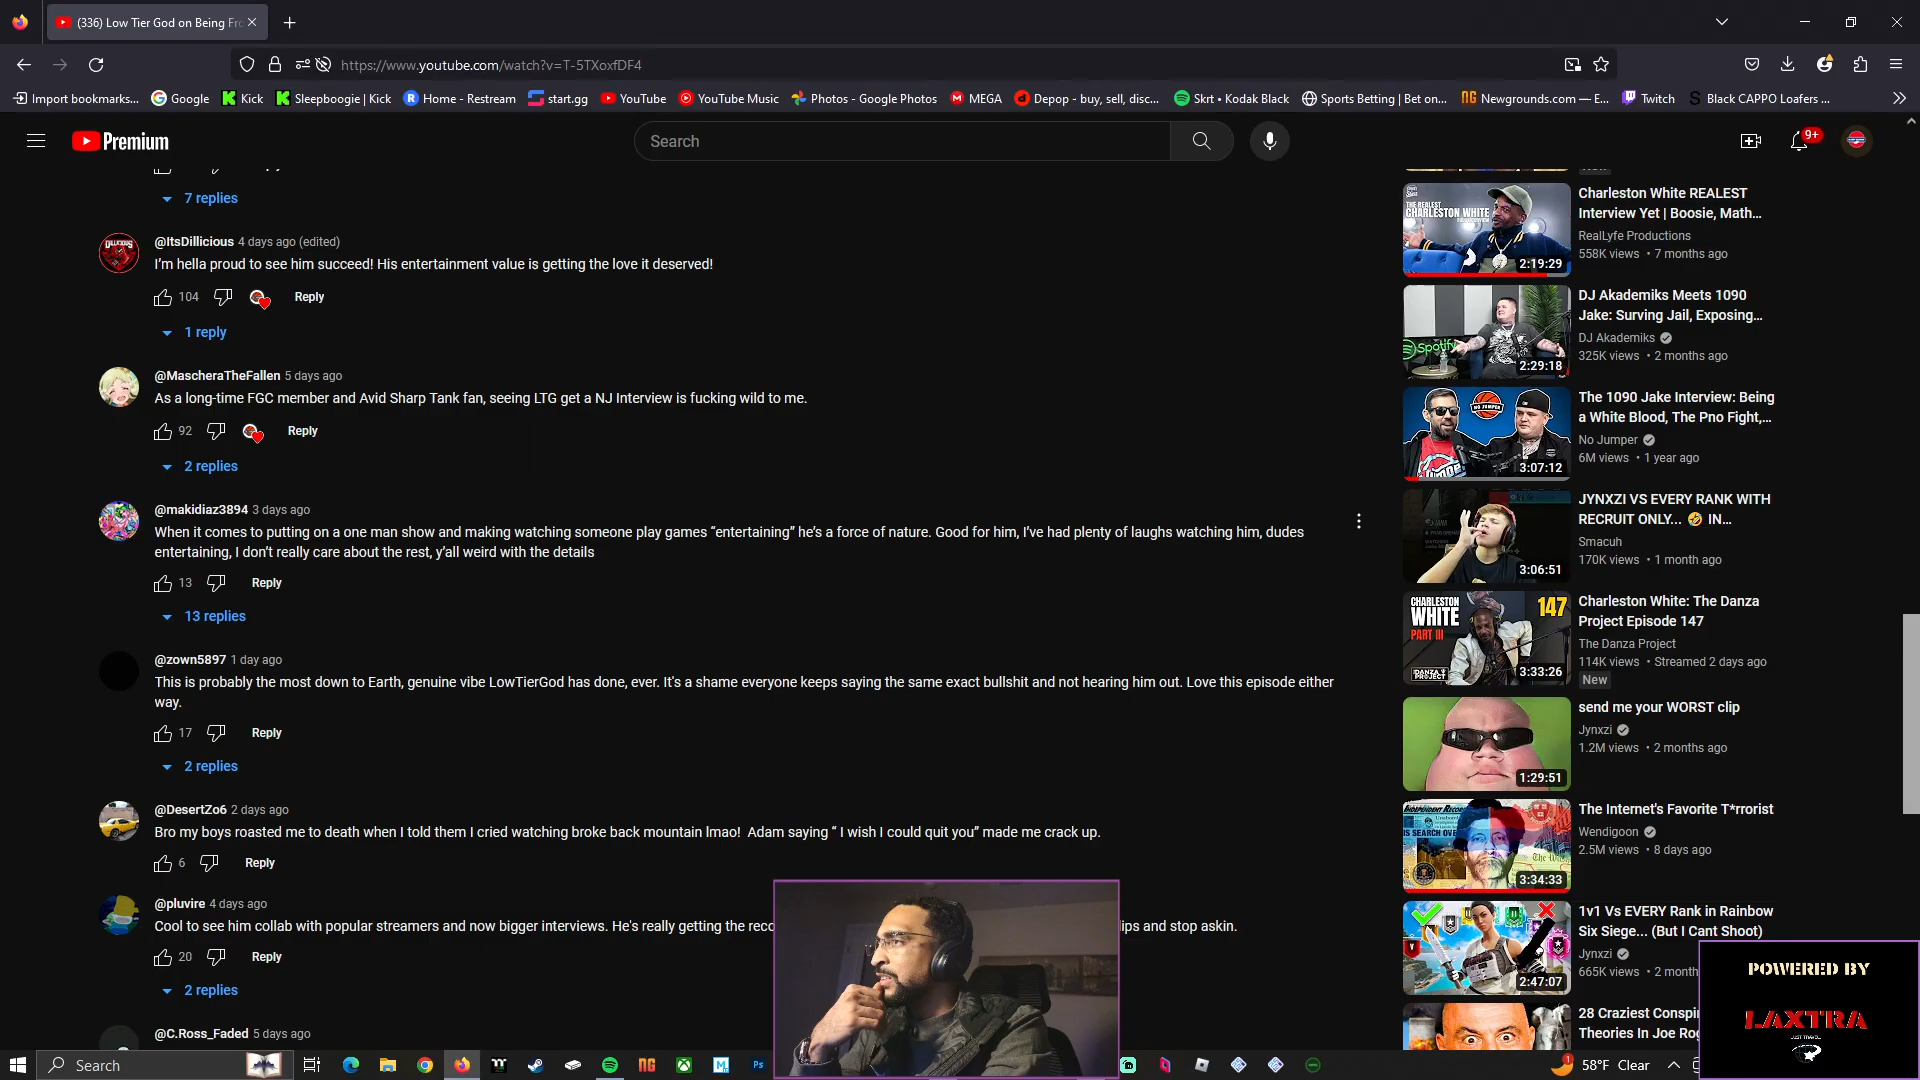 (336) Low Tier God on Being Fr
https://www.youtube.com/watch?v=T-5TXoxfDF4
Import bookmarks... Google Kick Sleepboogie | Kick Home - Restream start.gg YouTube YouTube Music Photos - Google Photos MEGA Depop - buy, sell, disc... Skrt • Kodak Black Sports Betting | Bet on... Newgrounds.com — E... Twitch Black CAPPO Loafers ...
Premium
Search
9+
7 replies
@ItsDillicious 4 days ago (edited)
I'm hella proud to see him succeed! His entertainment value is getting the love it deserved!
104 Reply
1 reply
@MascheraTheFallen 5 days ago
As a long-time FGC member and Avid Sharp Tank fan, seeing LTG get a NJ Interview is fucking wild to me.
92 Reply
2 replies
@makidiaz3894 3 days ago
When it comes to putting on a one man show and making watching someone play games “entertaining” he's a force of nature. Good for him, I've had plenty of laughs watching him, dudes
entertaining, I don't really care about the rest, y'all weird with the details
13 Reply
13 replies
@zown5897 1 day ago
This is probably the most down to Earth, genuine vibe LowTierGod has done, ever. It's a shame everyone keeps saying the same exact bullshit and not hearing him out. Love this episode either
way.
17 Reply
2 replies
@DesertZo6 2 days ago
Bro my boys roasted me to death when I told them I cried watching broke back mountain lmao! Adam saying “ I wish I could quit you” made me crack up.
6 Reply
@pluvire 4 days ago
Cool to see him collab with popular streamers and now bigger interviews. He's really getting the reco
lips and stop askin.
20 Reply
2 replies
@C.Ross_Faded 5 days ago
THE REALEST
CHARLESTON WHITE
2:19:29
Charleston White REALEST
Interview Yet | Boosie, Math...
RealLyfe Productions
558K views • 7 months ago
Spotify
2:29:18
DJ Akademiks Meets 1090
Jake: Surving Jail, Exposing...
DJ Akademiks
325K views • 2 months ago
NO JUMPER
3:07:12
The 1090 Jake Interview: Being
a White Blood, The Pno Fight,...
No Jumper
6M views • 1 year ago
3:06:51
JYNXZI VS EVERY RANK WITH
RECRUIT ONLY... 🤣 IN...
Smacuh
170K views • 1 month ago
CHARLESTON
WHITE
PART III
147
DANZA
PROJECT
3:33:26
Charleston White: The Danza
Project Episode 147
The Danza Project
114K views • Streamed 2 days ago
New
1:29:51
send me your WORST clip
Jynxzi
1.2M views • 2 months ago
IS SEARCH OVE
3:34:33
The Internet's Favorite T*rrorist
Wendigoon
2.5M views • 8 days ago
2:47:07
1v1 Vs EVERY Rank in Rainbow
Six Siege... (But I Cant Shoot)
Jynxzi
665K views • 2 month
28 Craziest Conspi
Theories In Joe Rog
POWERED BY
LAXTRA
JUST TRAVEL
Search
58°F Clear